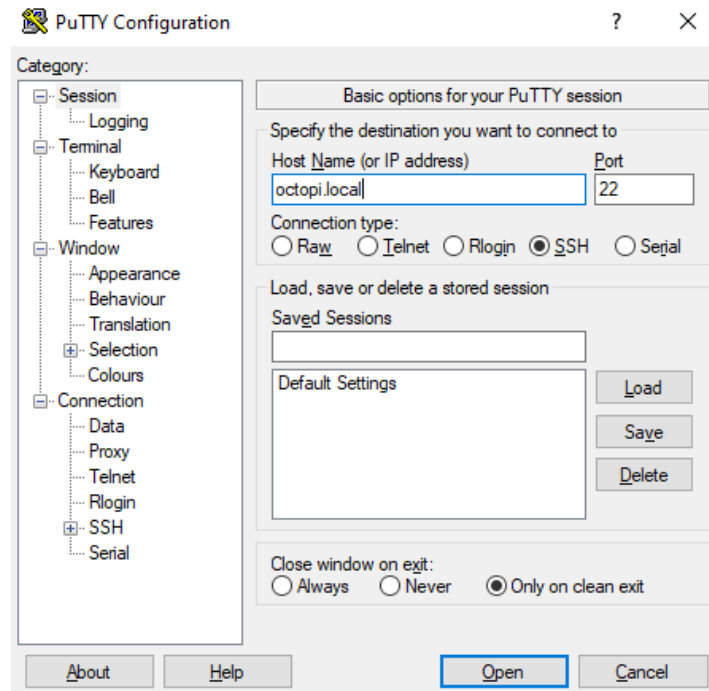 PuTTY Configuration ? ×
Category:
Session
Logging
Terminal
Keyboard
Bell
Features
Window
Appearance
Behaviour
Translation
Selection
Colours
Connection
Data
Proxy
Telnet
Rlogin
SSH
Serial
Basic options for your PuTTY session
Specify the destination you want to connect to
Host Name (or IP address) Port
octopi.local 22
Connection type:
Raw Telnet Rlogin SSH Serial
Load, save or delete a stored session
Saved Sessions
Default Settings
Load
Save
Delete
Close window on exit:
Always Never Only on clean exit
About Help Open Cancel